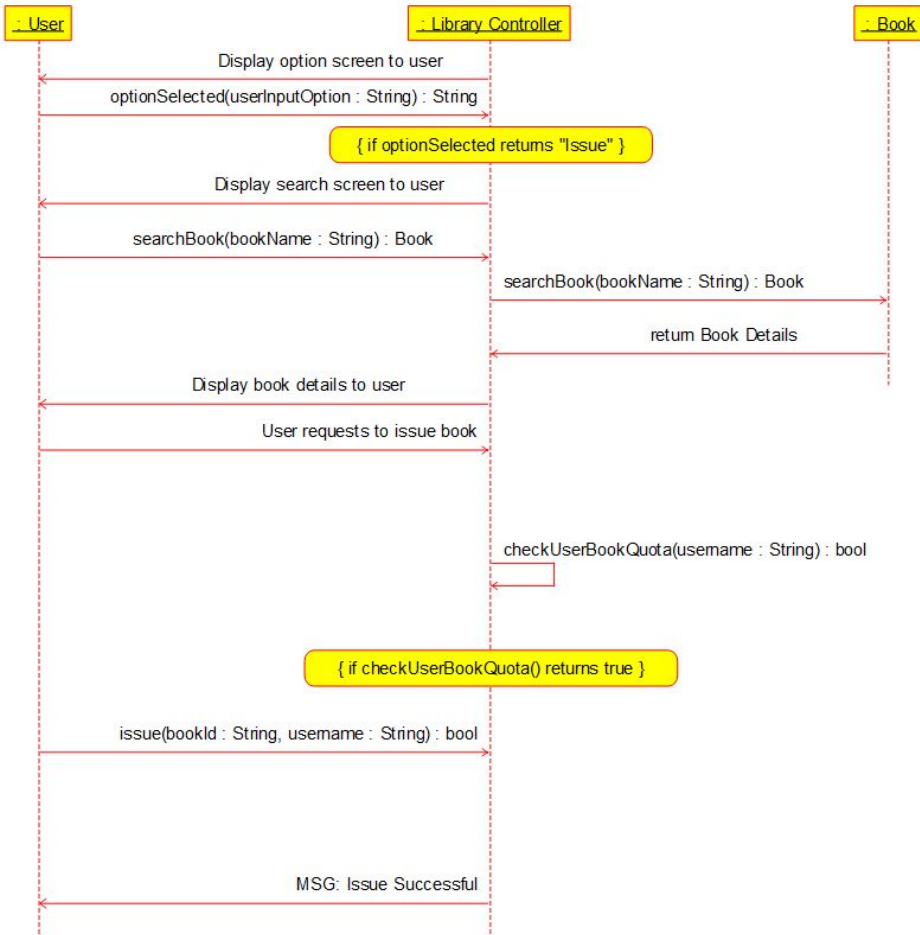 : User
: Library Controller
: Book
Display option screen to user
optionSelected(userInputOption : String) : String
{ if optionSelected returns "Issue" }
Display search screen to user
searchBook(bookName : String) : Book
searchBook(bookName : String) : Book
return Book Details
Display book details to user
User requests to issue book
checkUserBookQuota(username : String) : bool
{ if checkUserBookQuota() returns true }
issue(bookId : String, username : String) : bool
MSG: Issue Successful